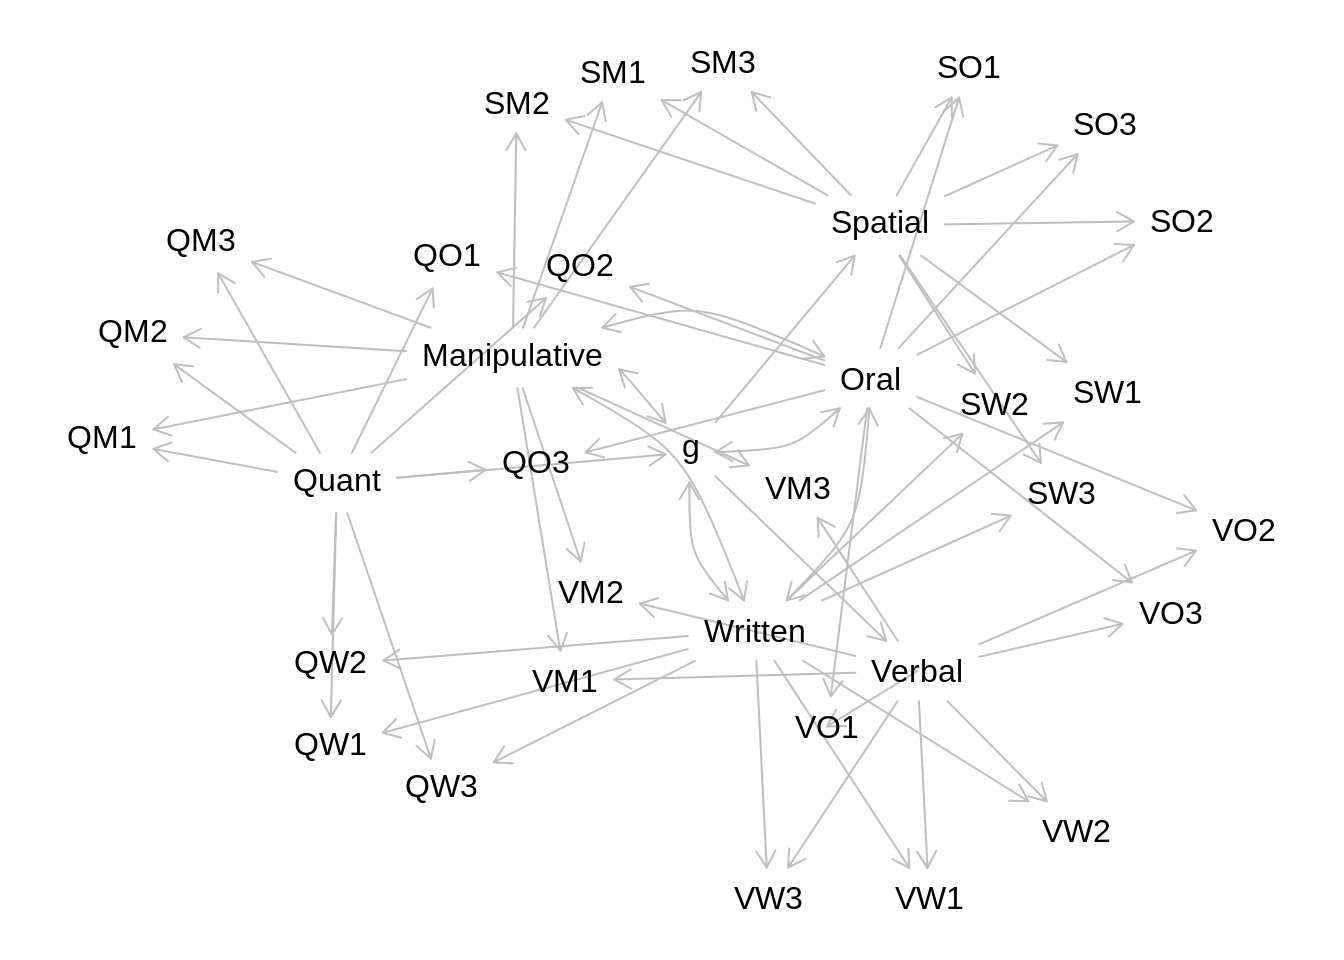 SM3
SO1
SM1
SM2
SO3
Spatial
SO2
QM3
QO1
QO2
QM2
Manipulative
Oral
SW1
SW2
QM1
g
QO3
Quant
VM3
SW3
VO2
VM2
VO3
Written
QW2
Verbal
VM1
VO1
QW1
QW3
VW2
VW3
VW1